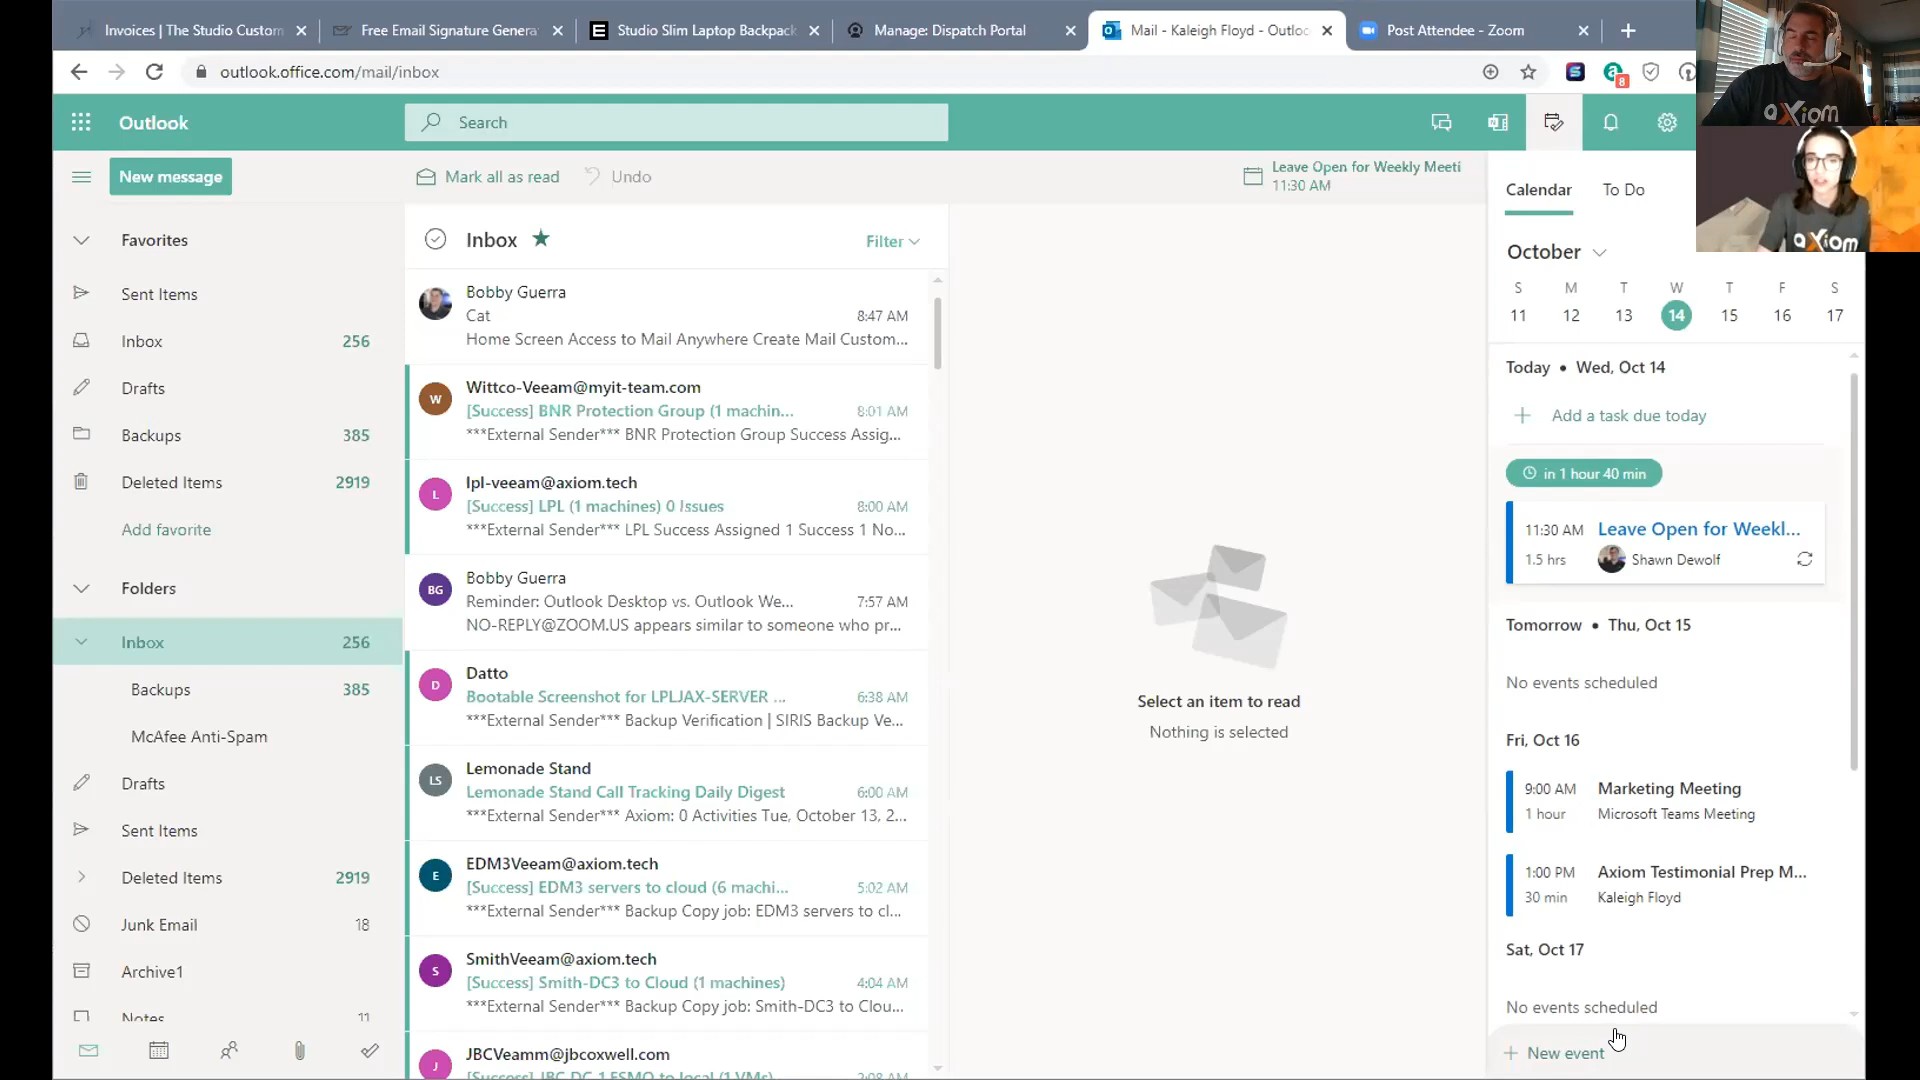 Invoices | The Studio Custom
Free Email Signature Genera
Studio Slim Laptop Backpack
Manage: Dispatch Portal
Mail - Kaleigh Floyd - Outloo
Post Attendee - Zoom
outlook.office.com/mail/inbox
8
Outlook
Search
New message
Mark all as read
Undo
Leave Open for Weekly Meeti
11:30 AM
Favorites
Sent Items
Inbox 256
Drafts
Backups 385
Deleted Items 2919
Add favorite
Folders
Inbox 256
Backups 385
McAfee Anti-Spam
Drafts
Sent Items
Deleted Items 2919
Junk Email 18
Archive1
Notes 11
Inbox
Filter
Bobby Guerra
Cat 8:47 AM
Home Screen Access to Mail Anywhere Create Mail Custom...
W
Wittco-Veeam@myit-team.com
[Success] BNR Protection Group (1 machin... 8:01 AM
***External Sender*** BNR Protection Group Success Assig...
L
lpl-veeam@axiom.tech
[Success] LPL (1 machines) 0 Issues 8:00 AM
***External Sender*** LPL Success Assigned 1 Success 1 No...
BG
Bobby Guerra
Reminder: Outlook Desktop vs. Outlook We... 7:57 AM
NO-REPLY@ZOOM.US appears similar to someone who pr...
D
Datto
Bootable Screenshot for LPLJAX-SERVER ... 6:38 AM
***External Sender*** Backup Verification | SIRIS Backup Ve...
LS
Lemonade Stand
Lemonade Stand Call Tracking Daily Digest 6:00 AM
***External Sender*** Axiom: 0 Activities Tue, October 13, 2...
E
EDM3Veeam@axiom.tech
[Success] EDM3 servers to cloud (6 machi... 5:02 AM
***External Sender*** Backup Copy job: EDM3 servers to cl...
S
SmithVeeam@axiom.tech
[Success] Smith-DC3 to Cloud (1 machines) 4:04 AM
***External Sender*** Backup Copy job: Smith-DC3 to Clou...
J
JBCVeamm@jbcoxwell.com
[Success] JBC DC-1 FSMO to local (1 VMs) 2:08 AM
Select an item to read
Nothing is selected
Calendar
To Do
October
S M T W T F S
11 12 13 14 15 16 17
Today • Wed, Oct 14
Add a task due today
in 1 hour 40 min
11:30 AM Leave Open for Weekl...
1.5 hrs Shawn Dewolf
Tomorrow • Thu, Oct 15
No events scheduled
Fri, Oct 16
9:00 AM Marketing Meeting
1 hour Microsoft Teams Meeting
1:00 PM Axiom Testimonial Prep M...
30 min Kaleigh Floyd
Sat, Oct 17
No events scheduled
New event
aXiom
aXiom